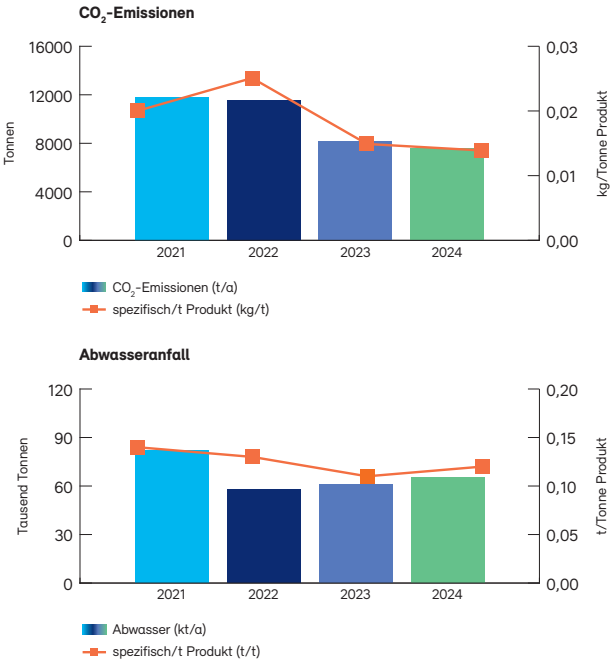 CO₂-Emissionen
16000
12000
8000
4000
0
Tonnen
0,03
0,02
0,01
0,00
kg/Tonne Produkt
2021 2022 2023 2024
CO₂-Emissionen (t/a)
spezifisch/t Produkt (kg/t)
Abwasseranfall
120
90
60
30
0
Tausend Tonnen
0,20
0,15
0,10
0,05
0,00
t/Tonne Produkt
2021 2022 2023 2024
Abwasser (kt/a)
spezifisch/t Produkt (t/t)